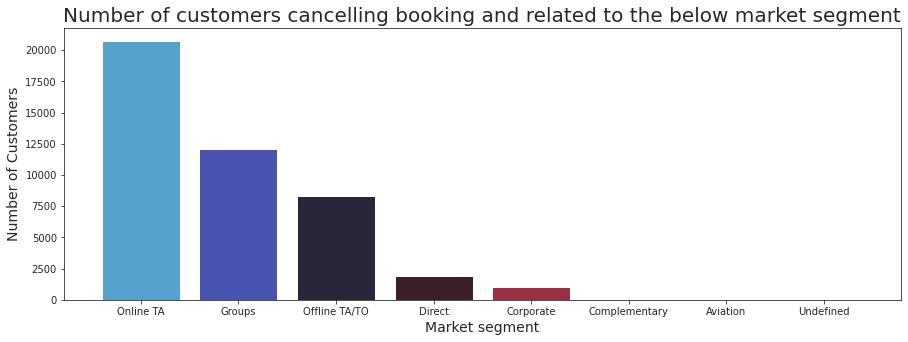 Number of customers cancelling booking and related to the below market segment
Number of Customers
20000
17500
15000
12500
10000
7500
5000
2500
0
Online TA Groups Offline TA/TO Direct Corporate Complementary Aviation Undefined
Market segment